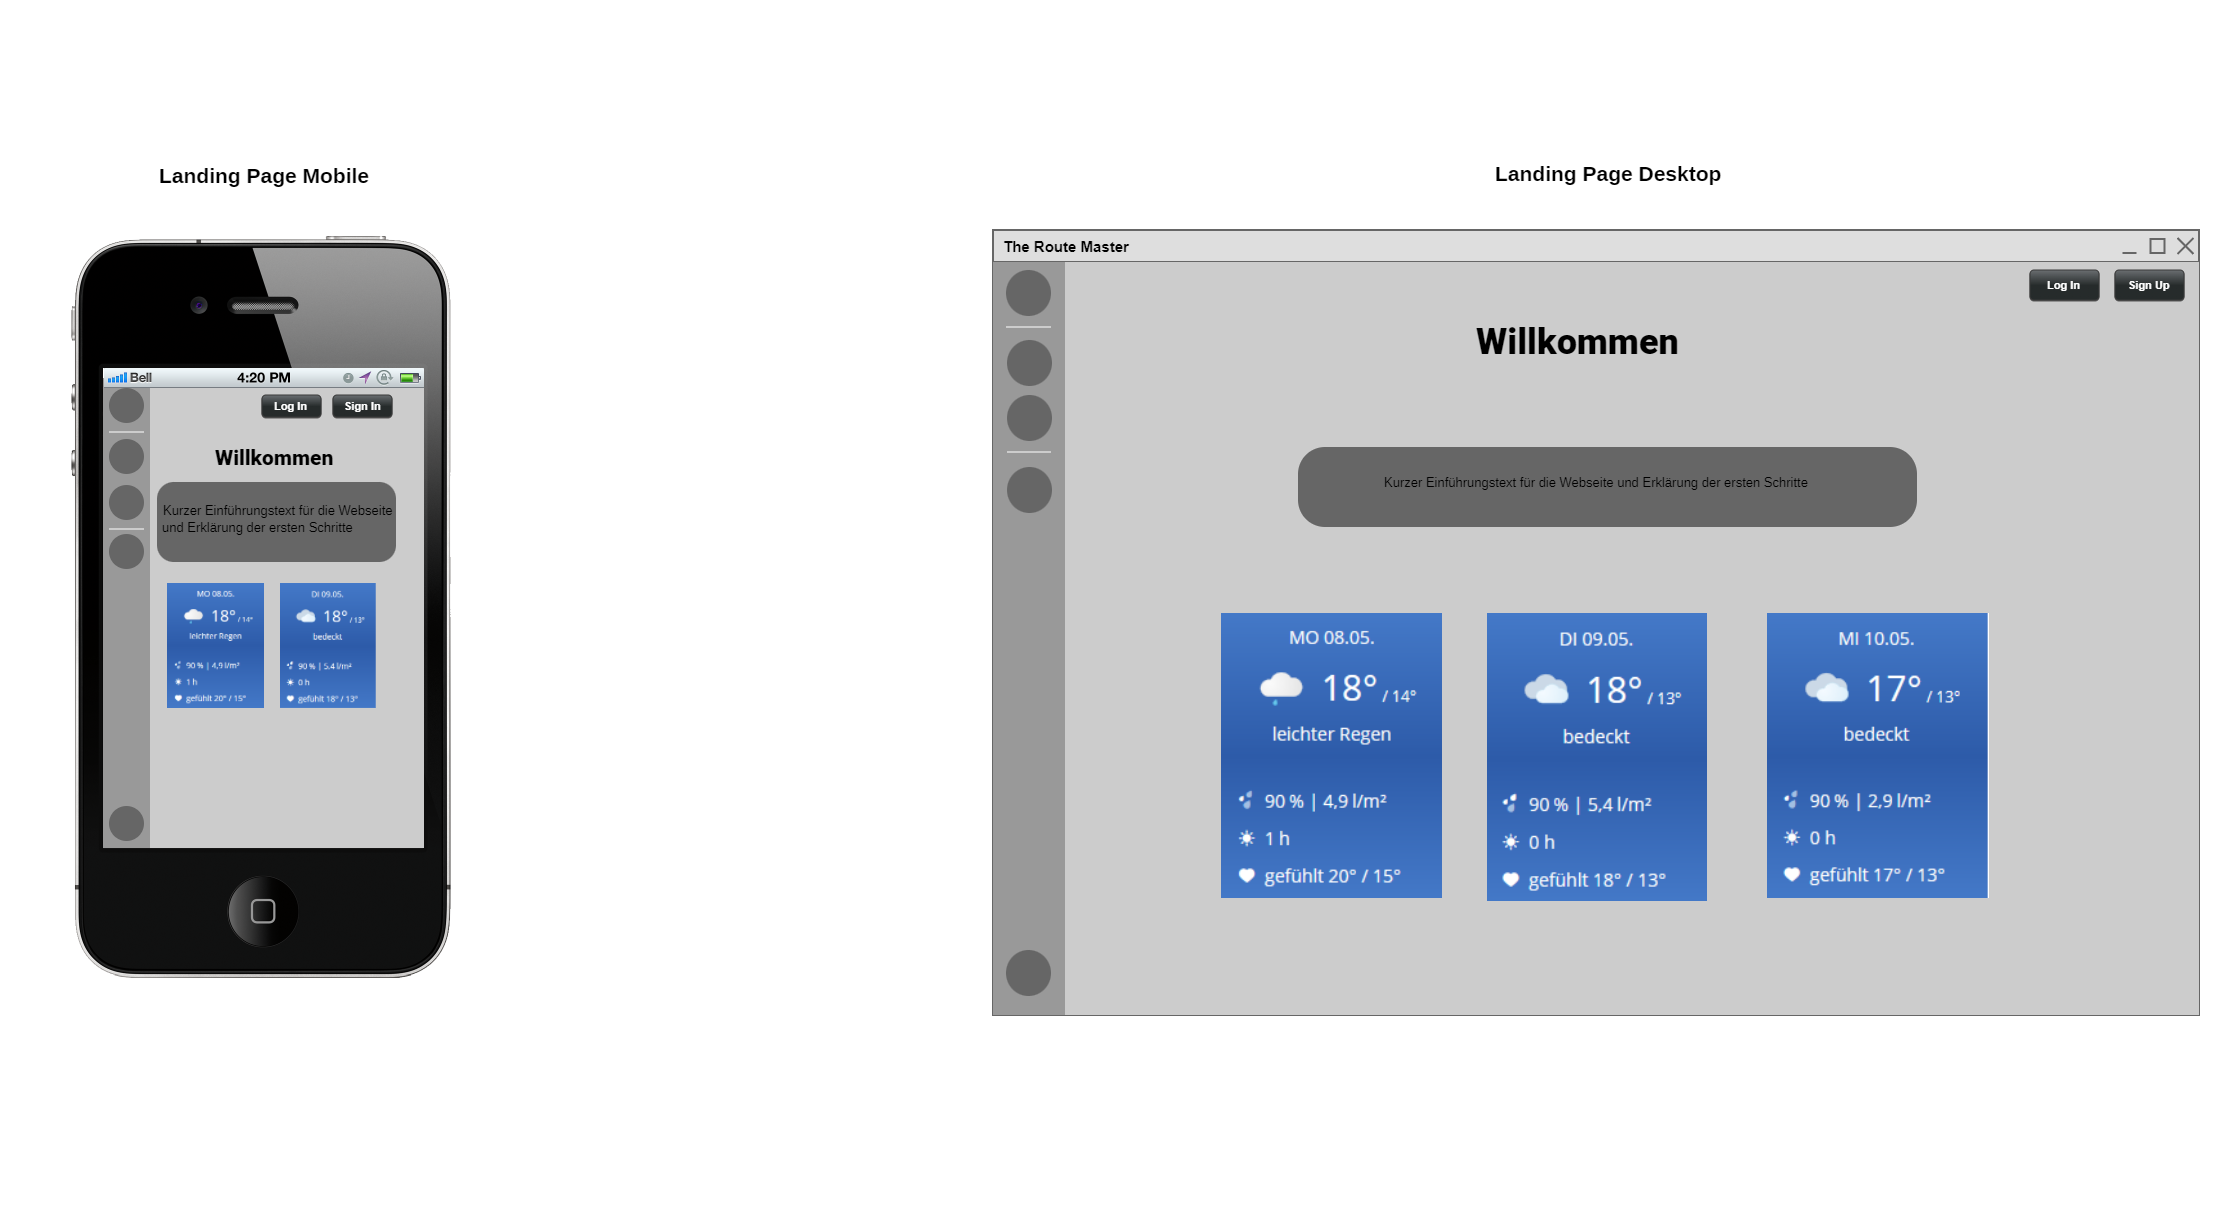 Landing Page Mobile
Bell
4:20 PM
Log In
Sign In
Willkommen
Kurzer Einführungstext für die Webseite
und Erklärung der ersten Schritte
MO 08.05.
18° / 14°
leichter Regen
90 % | 4,9 l/m²
1 h
gefühlt 20° / 15°
DI 09.05.
18° / 13°
bedeckt
90 % | 5,4 l/m²
0 h
gefühlt 18° / 13°
Landing Page Desktop
The Route Master
Log In
Sign Up
Willkommen
Kurzer Einführungstext für die Webseite und Erklärung der ersten Schritte
MO 08.05.
18° / 14°
leichter Regen
90 % | 4,9 l/m²
1 h
gefühlt 20° / 15°
DI 09.05.
18° / 13°
bedeckt
90 % | 5,4 l/m²
0 h
gefühlt 18° / 13°
MI 10.05.
17° / 13°
bedeckt
90 % | 2,9 l/m²
0 h
gefühlt 17° / 13°